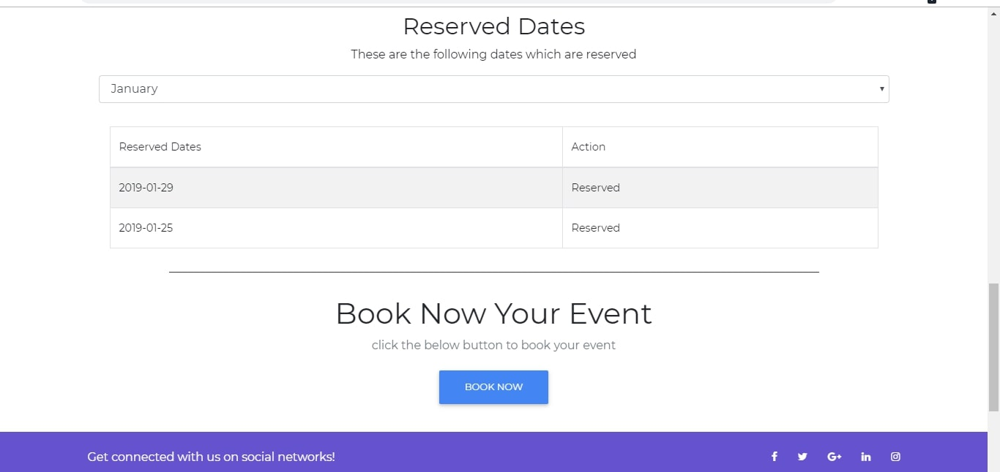 Reserved Dates
These are the following dates which are reserved
January
Reserved Dates Action
2019-01-29 Reserved
2019-01-25 Reserved
Book Now Your Event
click the below button to book your event
BOOK NOW
Get connected with us on social networks!